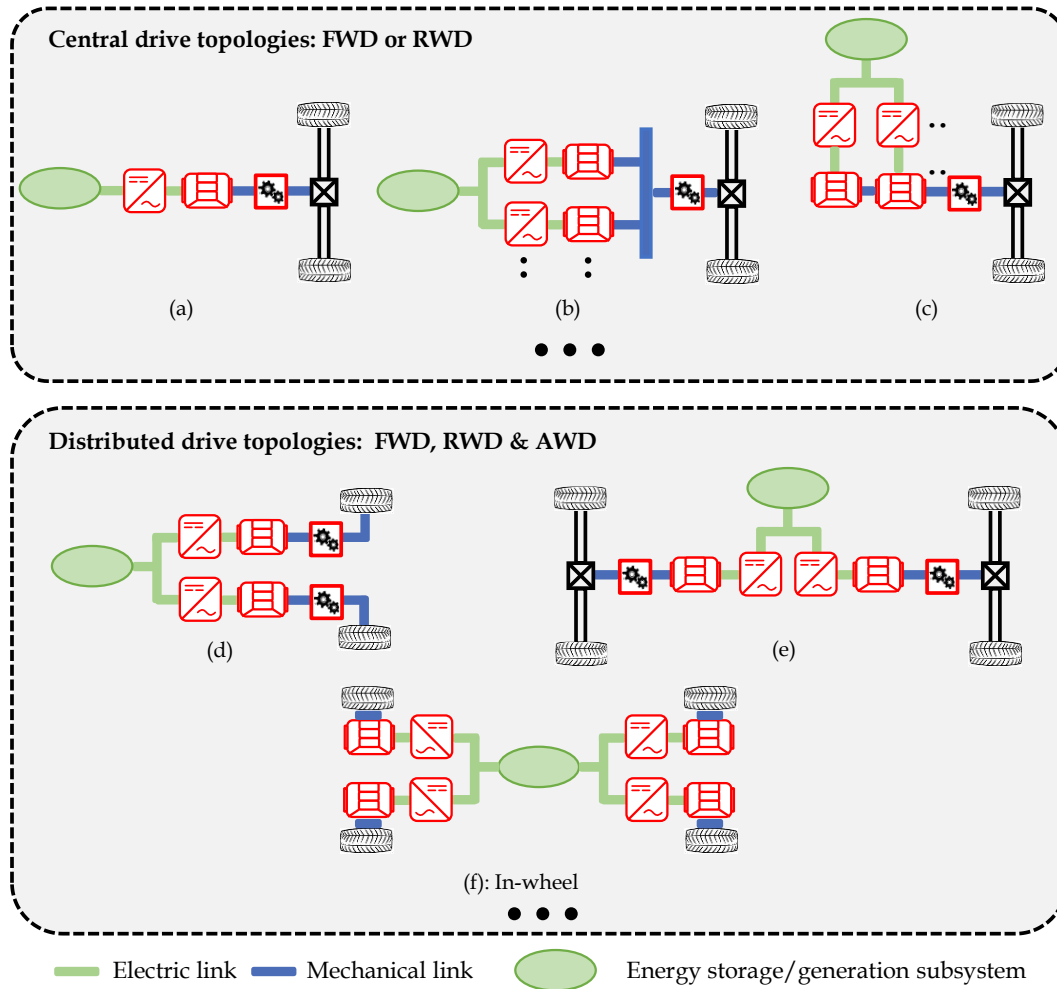 Central drive topologies: FWD or RWD
(a)
(b)
(c)
Distributed drive topologies: FWD, RWD & AWD
(d)
(e)
(f): In-wheel
Electric link
Mechanical link
Energy storage/generation subsystem